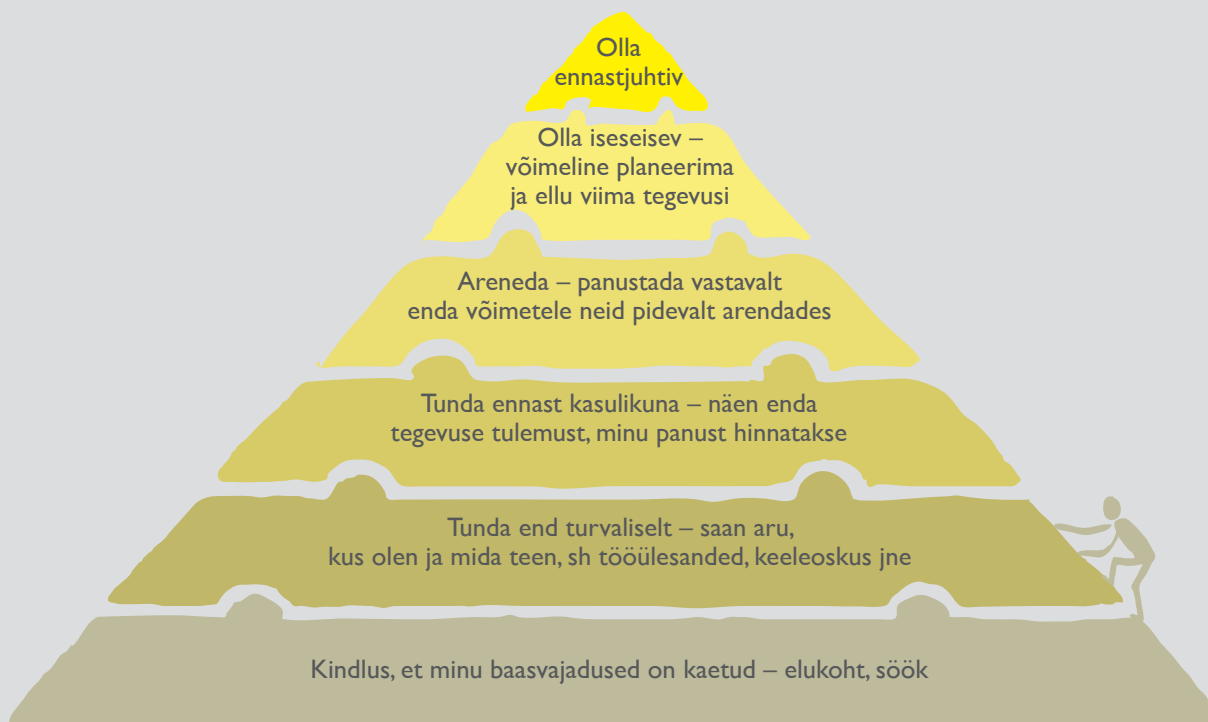 Olla
ennastjuhtiv
Olla iseseisev –
võimeline planeerima
ja ellu viima tegevusi
Areneda – panustada vastavalt
enda võimetele neid pidevalt arendades
Tunda ennast kasulikuna – näen enda
tegevuse tulemust, minu panust hinnatakse
Tunda end turvaliselt – saan aru,
kus olen ja mida teen, sh tööülesanded, keeleoskus jne
Kindlus, et minu baasvajadused on kaetud – elukoht, söök